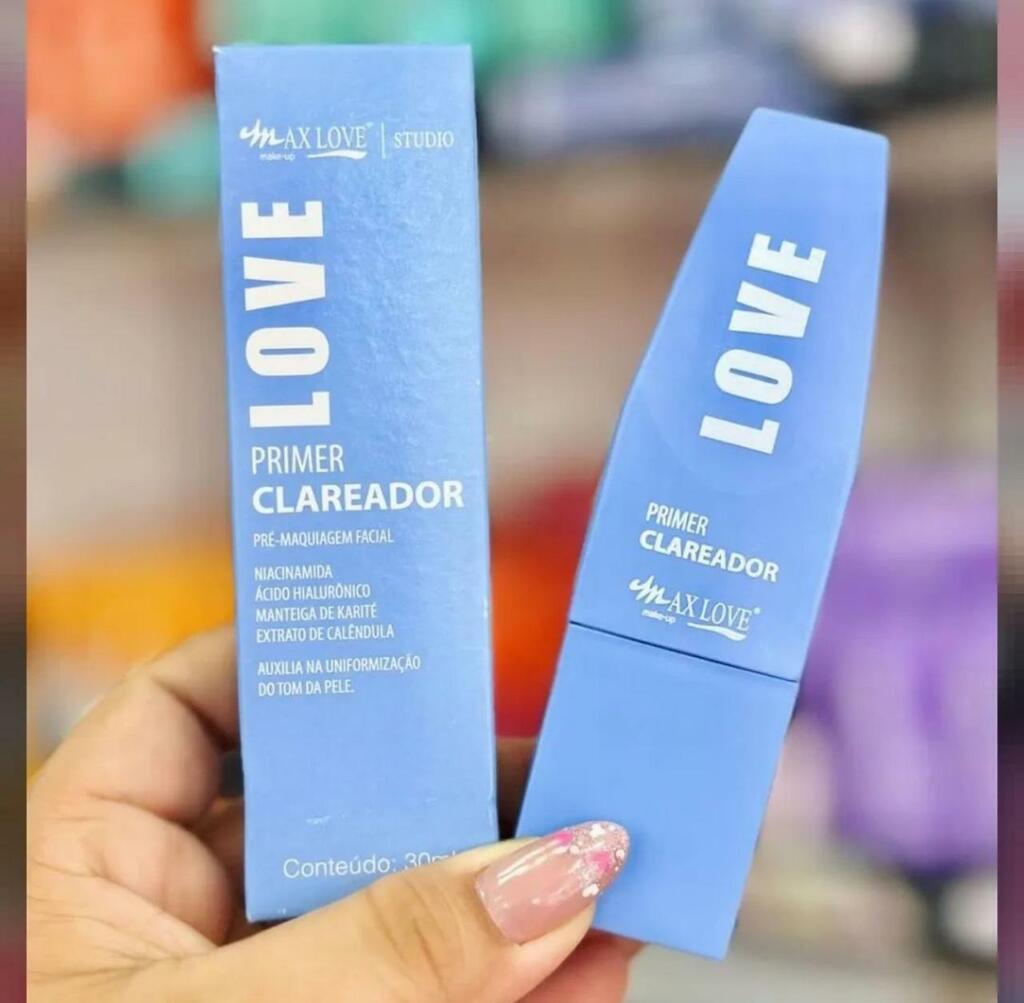 MAX LOVE | STUDIO
make-up
LOVE
PRIMER
CLAREADOR
PRÉ-MAQUIAGEM FACIAL
NIACINAMIDA
ÁCIDO HIALURÔNICO
MANTEIGA DE KARITÉ
EXTRATO DE CALÊNDULA
AUXILIA NA UNIFORMIZAÇÃO
DO TOM DA PELE.
Conteúdo: 30ml
LOVE
PRIMER
CLAREADOR
MAX LOVE®
make-up